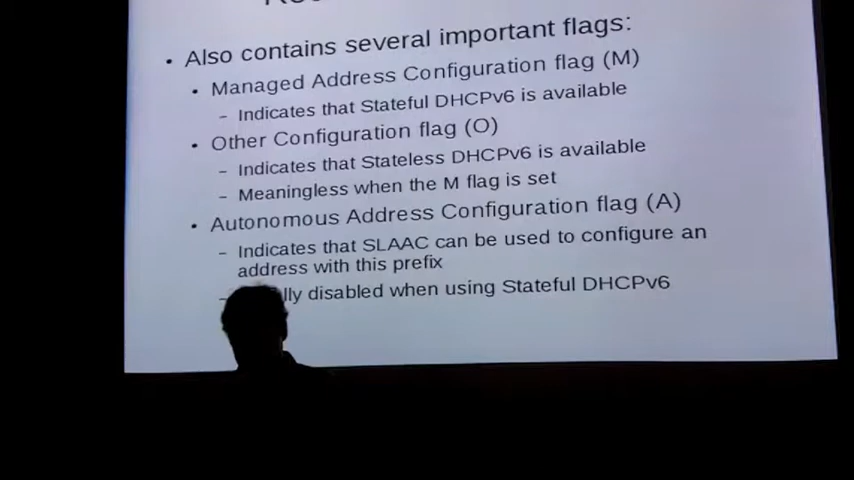 • Also contains several important flags:
• Managed Address Configuration flag (M)
– Indicates that Stateful DHCPv6 is available
• Other Configuration flag (O)
– Indicates that Stateless DHCPv6 is available
– Meaningless when the M flag is set
• Autonomous Address Configuration flag (A)
– Indicates that SLAAC can be used to configure an
address with this prefix
– disabled when using Stateful DHCPv6